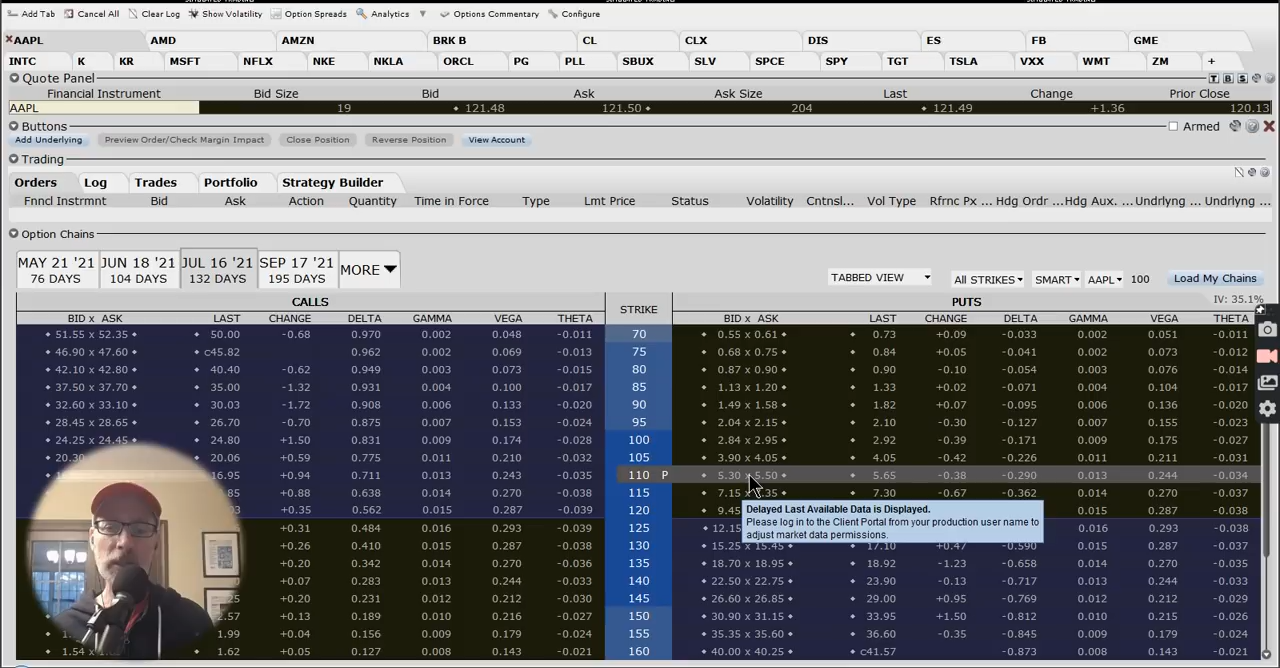 Add Tab Cancel All Clear Log Show Volatility Option Spreads Analytics Options Commentary Configure
AAPL AMD AMZN BRK B CL CLX DIS ES FB GME
INTC K KR MSFT NFLX NKE NKLA ORCL PG PLL SBUX SLV SPCE SPY TGT TSLA VXX WMT ZM +
Quote Panel T B S
Financial Instrument Bid Size Bid Ask Ask Size Last Change Prior Close
AAPL 19 121.48 121.50 204 121.49 +1.36 120.13
Buttons Armed
Add Underlying Preview Order/Check Margin Impact Close Position Reverse Position View Account
Trading
Orders Log Trades Portfolio Strategy Builder
Fnncl Instrmnt Bid Ask Action Quantity Time in Force Type Lmt Price Status Volatility Cntnsl... Vol Type Rfrnc Px ... Hdg Ordr ... Hdg Aux. ... Undrlyng ... Undrlyng ...
Option Chains
MAY 21 '21 JUN 18 '21 JUL 16 '21 SEP 17 '21 MORE
76 DAYS 104 DAYS 132 DAYS 195 DAYS
TABBED VIEW All STRIKES SMART AAPL 100 Load My Chains
CALLS STRIKE PUTS IV: 35.1%
BID x ASK LAST CHANGE DELTA GAMMA VEGA THETA BID x ASK LAST CHANGE DELTA GAMMA VEGA THETA
51.55 x 52.35 50.00 -0.68 0.970 0.002 0.048 -0.011 70 0.55 x 0.61 0.73 +0.09 -0.033 0.002 0.051 -0.011
46.90 x 47.60 c45.82 0.962 0.002 0.069 -0.013 75 0.68 x 0.75 0.84 +0.05 -0.041 0.002 0.073 -0.012
42.10 x 42.80 40.40 -0.62 0.949 0.003 0.073 -0.015 80 0.87 x 0.90 0.90 -0.10 -0.054 0.003 0.076 -0.014
37.50 x 37.70 35.00 -1.32 0.931 0.004 0.100 -0.017 85 1.13 x 1.20 1.33 +0.02 -0.071 0.004 0.104 -0.017
32.60 x 33.10 30.03 -1.72 0.908 0.006 0.133 -0.020 90 1.49 x 1.58 1.82 +0.07 -0.095 0.006 0.136 -0.020
28.45 x 28.65 26.70 -0.70 0.875 0.007 0.153 -0.024 95 2.04 x 2.15 2.10 -0.30 -0.127 0.007 0.156 -0.023
24.25 x 24.45 24.80 +1.50 0.831 0.009 0.174 -0.028 100 2.84 x 2.95 2.92 -0.39 -0.171 0.009 0.175 -0.027
20.30 20.06 +0.59 0.775 0.011 0.230 -0.032 105 3.90 x 4.05 4.05 -0.42 -0.226 0.011 0.231 -0.031
16.95 +0.94 0.711 0.013 0.243 -0.035 110 P 5.30 x 5.50 5.65 -0.38 -0.290 0.013 0.244 -0.034
.85 +0.88 0.638 0.014 0.270 -0.038 115 7.15 x .35 7.30 -0.67 -0.362 0.014 0.270 -0.037
+0.35 0.562 0.015 0.287 -0.039 120 9.45 0.015 0.287 -0.038
Delayed Last Available Data is Displayed.
Please log in to the Client Portal from your production user name to
adjust market data permissions.
+0.31 0.484 0.016 0.293 -0.039 125 12.15 0.016 0.293 -0.038
+0.26 0.410 0.015 0.287 -0.038 130 15.25 x 15.45 17.10 +0.47 -0.590 0.015 0.287 -0.037
+0.20 0.342 0.014 0.270 -0.036 135 18.70 x 18.95 18.92 -1.23 -0.658 0.014 0.270 -0.035
+0.07 0.283 0.013 0.244 -0.033 140 22.50 x 22.75 23.90 -0.13 -0.717 0.013 0.244 -0.033
+0.20 0.231 0.012 0.212 -0.030 145 26.60 x 26.85 29.00 +0.95 -0.769 0.012 0.232 -0.029
2.57 +0.13 0.191 0.010 0.216 -0.027 150 30.90 x 31.15 33.95 +1.50 -0.812 0.010 0.215 -0.026
1.99 +0.04 0.156 0.009 0.179 -0.024 155 35.35 x 35.60 36.60 -0.35 -0.845 0.009 0.179 -0.024
1.54 x 1.62 +0.05 0.127 0.008 0.143 -0.021 160 40.00 x 40.25 c41.57 -0.873 0.008 0.143 -0.021